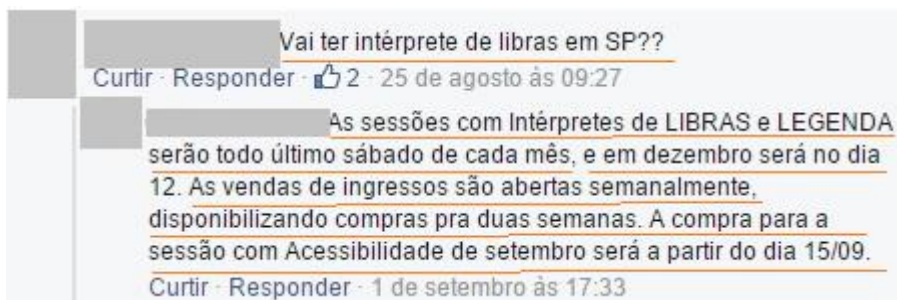 Vai ter intérprete de libras em SP??
Curtir · Responder · 2 · 25 de agosto às 09:27
As sessões com Intérpretes de LIBRAS e LEGENDA
serão todo último sábado de cada mês, e em dezembro será no dia
12. As vendas de ingressos são abertas semanalmente,
disponibilizando compras pra duas semanas. A compra para a
sessão com Acessibilidade de setembro será a partir do dia 15/09.
Curtir · Responder · 1 de setembro às 17:33